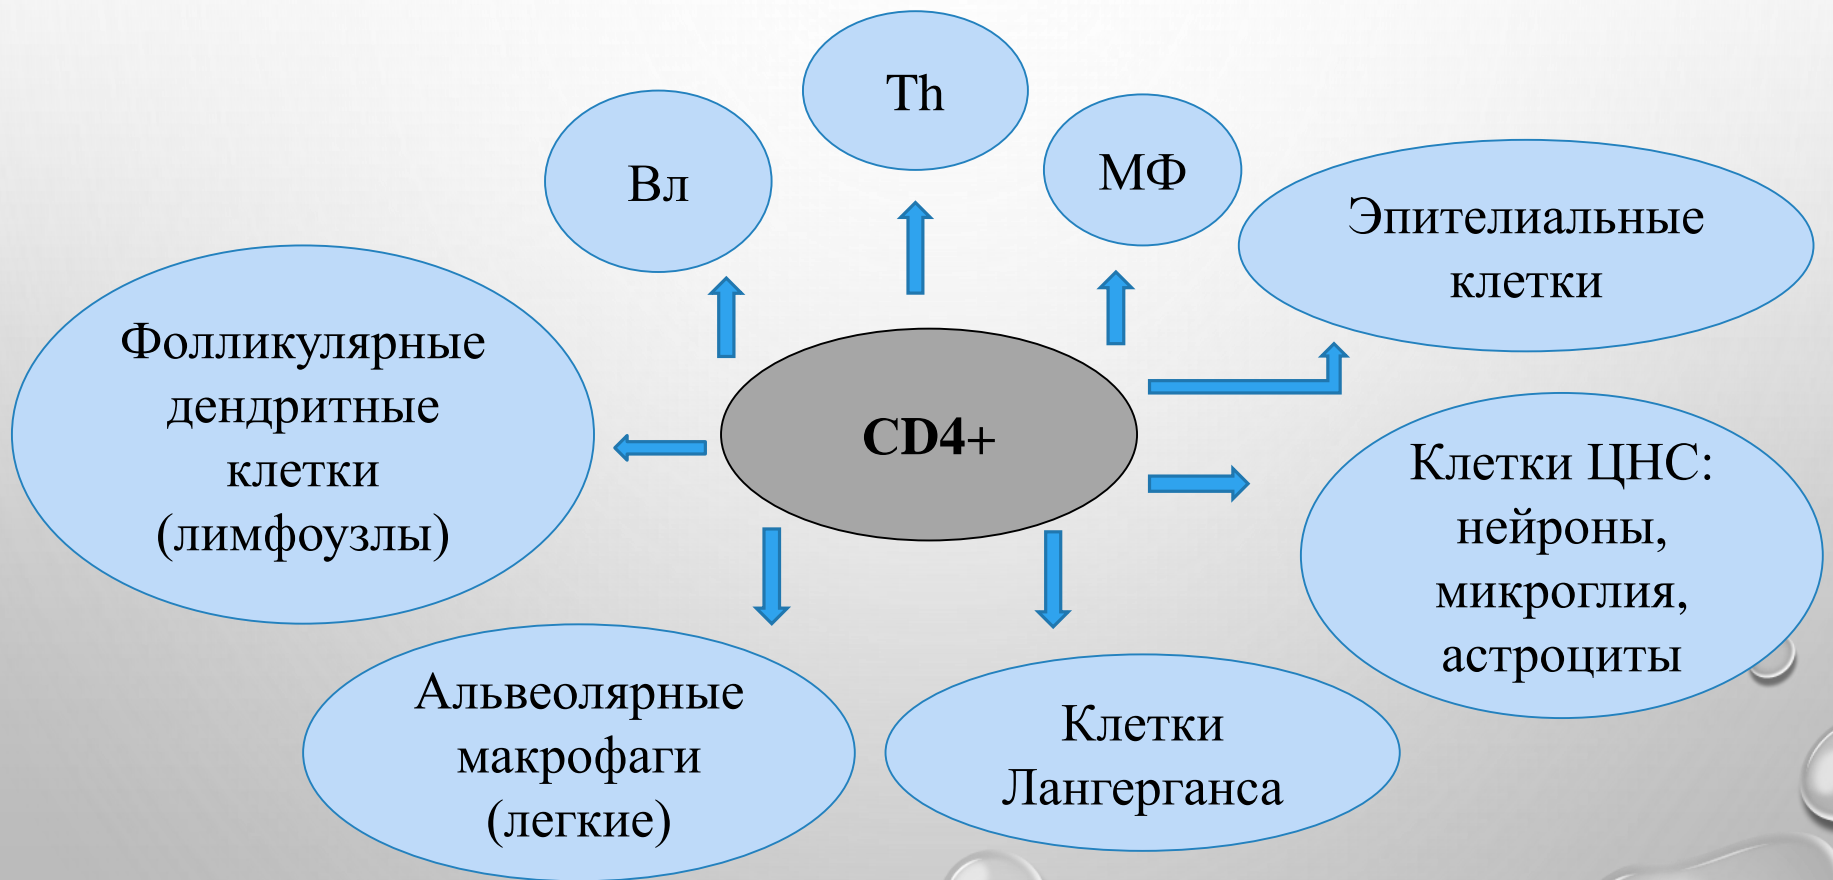 Th
Вл
МФ
Эпителиальные
клетки
Фолликулярные
дендритные
клетки
(лимфоузлы)
CD4+
Клетки ЦНС:
нейроны,
микроглия,
астроциты
Альвеолярные
макрофаги
(легкие)
Клетки
Лангерганса